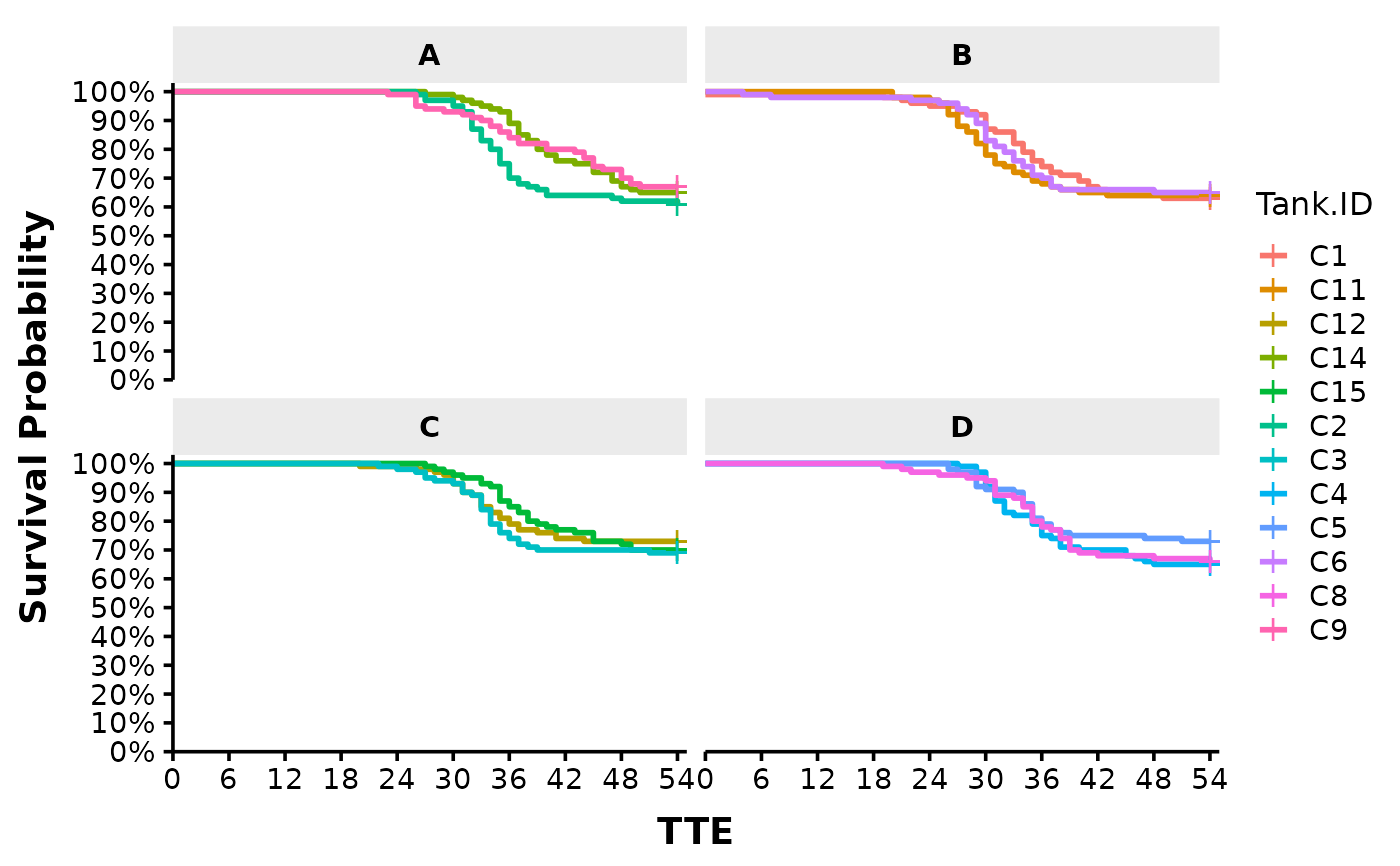 A
B
100%
90%
80%
70%
60%
50%
40%
30%
20%
10%
0%
C
D
100%
90%
80%
70%
60%
50%
40%
30%
20%
10%
0%
0 6 12 18 24 30 36 42 48 54
0 6 12 18 24 30 36 42 48 54
TTE
Survival Probability
Tank.ID
C1
C11
C12
C14
C15
C2
C3
C4
C5
C6
C8
C9